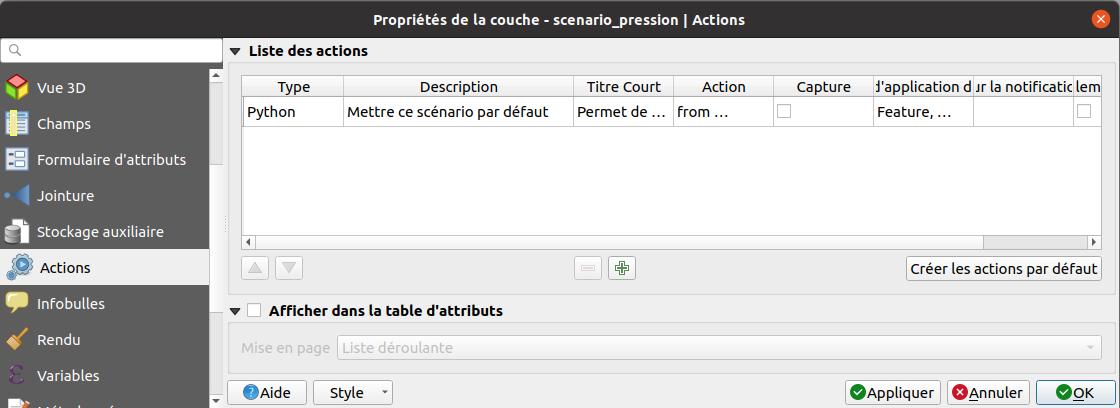 Propriétés de la couche - scenario_pression | Actions
Vue 3D
Champs
Formulaire d'attributs
Jointure
Stockage auxiliaire
Actions
Infobulles
Rendu
Variables
Liste des actions
Type Description Titre Court Action Capture d'application d ur la notificatio lem
Python Mettre ce scénario par défaut Permet de ... from ... Feature, ...
Créer les actions par défaut
Afficher dans la table d'attributs
Mise en page Liste déroulante
Aide Style Appliquer Annuler OK